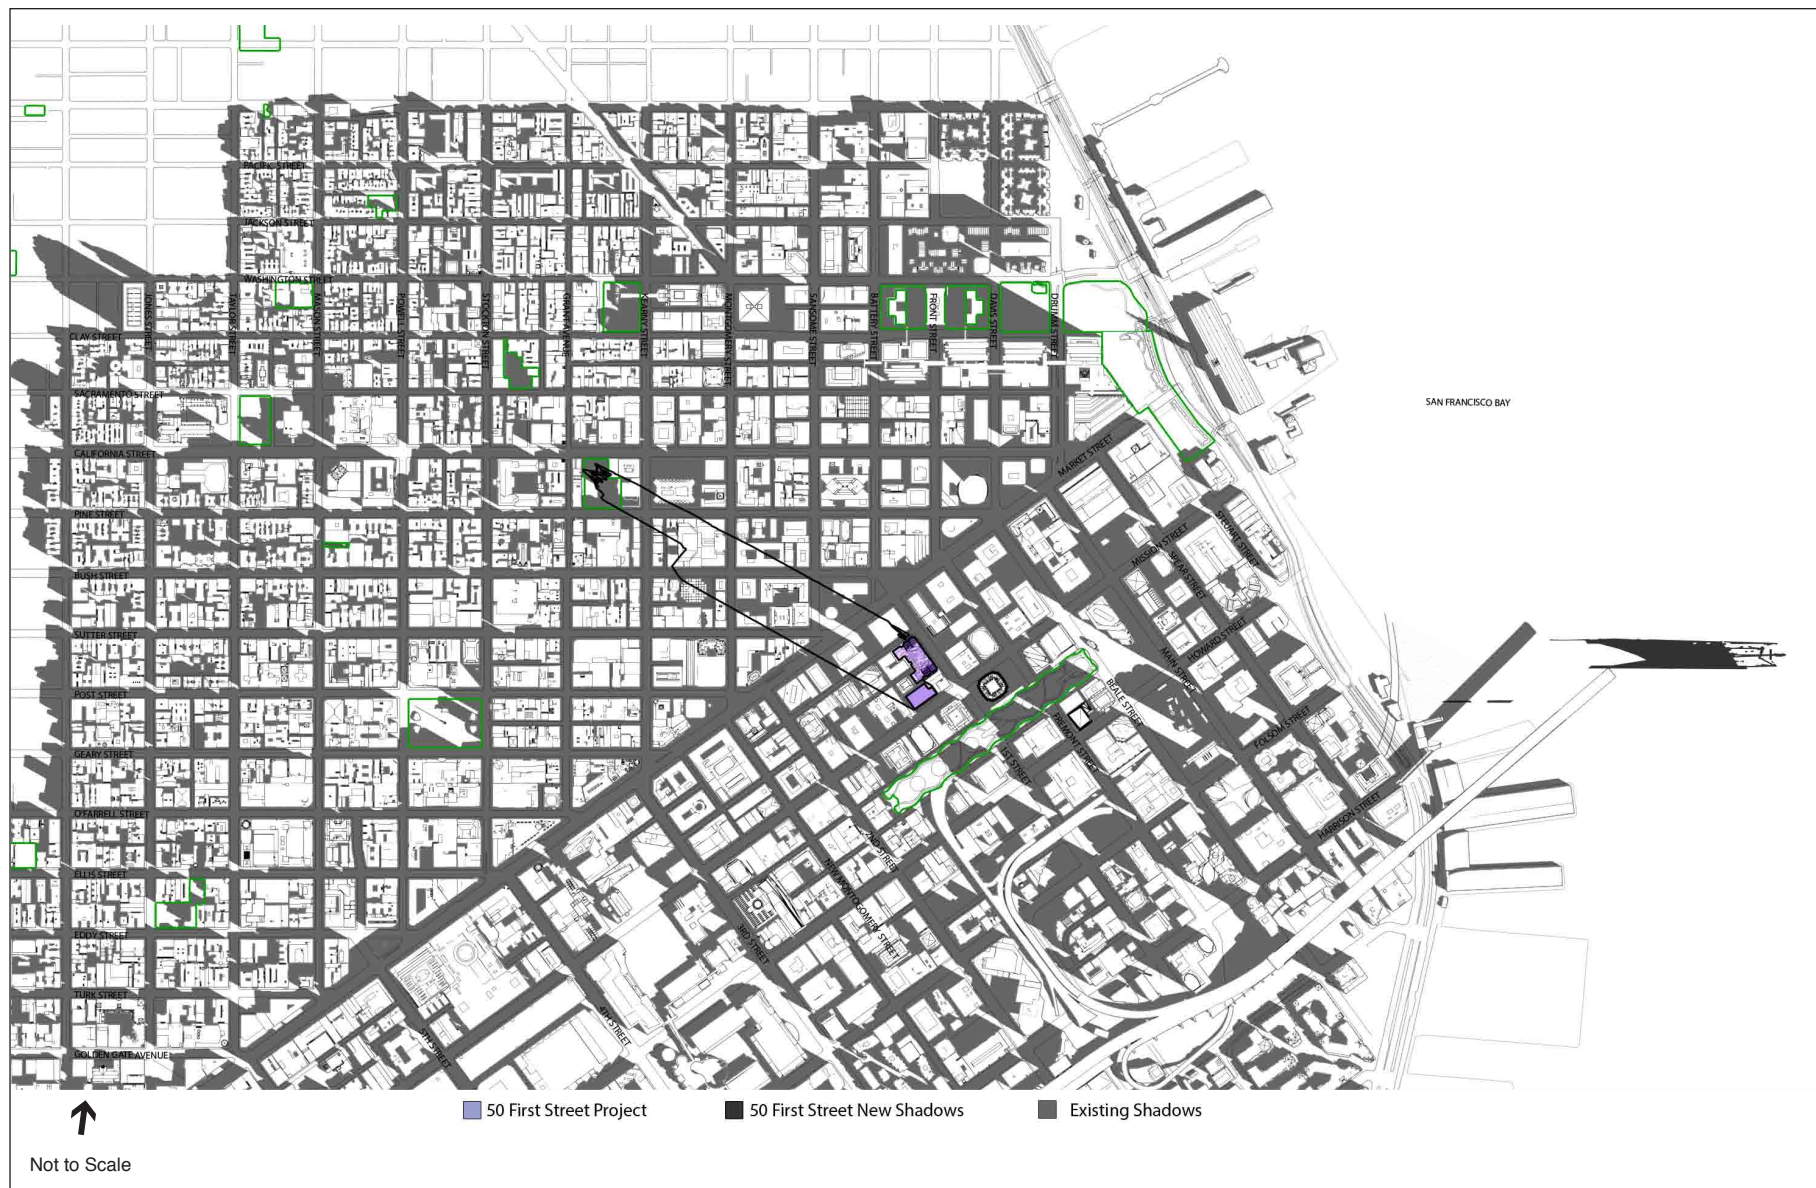 PACIFIC STREET
JACKSON STREET
WASHINGTON STREET
JONES STREET
TAYLOR STREET
MASON STREET
POWELL STREET
STOCKTON STREET
GRANT AVENUE
KEARNY STREET
MONTGOMERY STREET
SANSOME STREET
BATTERY STREET
FRONT STREET
DAVIS STREET
DRUMM STREET
CLAY STREET
SACRAMENTO STREET
SAN FRANCISCO BAY
CALIFORNIA STREET
MARKET STREET
PINE STREET
STEUART STREET
MISSION STREET
SPEAR STREET
BUSH STREET
SUTTER STREET
HOWARD STREET
MAIN STREET
POST STREET
BEALE STREET
FREMONT STREET
FOLSOM STREET
GEARY STREET
1ST STREET
O'FARRELL STREET
HARRISON STREET
2ND STREET
ELLIS STREET
NEW MONTOGOMERY STREET
EDDY STREET
3RD STREET
TURK STREET
4TH STREET
5TH STREET
GOLDEN GATE AVENUE
50 First Street Project
50 First Street New Shadows
Existing Shadows
Not to Scale